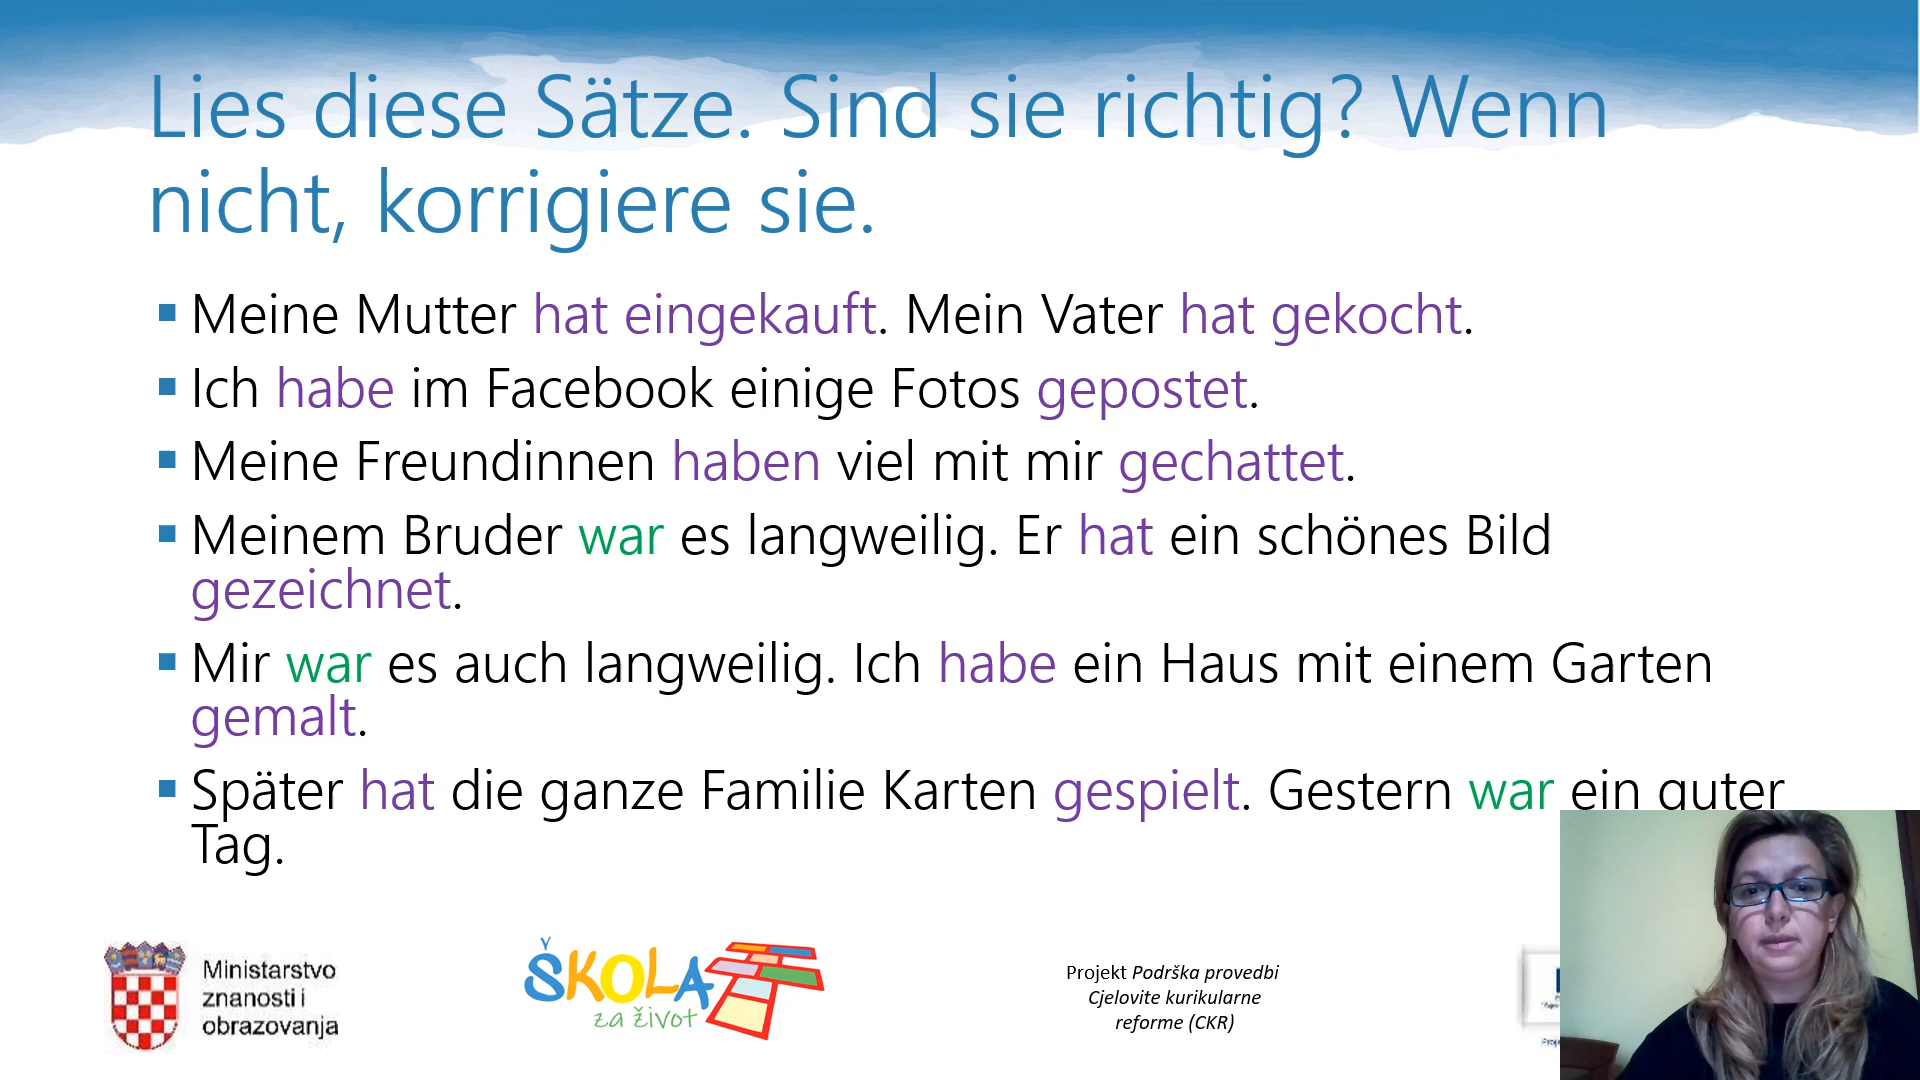 Lies diese Sätze. Sind sie richtig? Wenn
nicht, korrigiere sie.
Meine Mutter hat eingekauft. Mein Vater hat gekocht.
Ich habe im Facebook einige Fotos gepostet.
Meine Freundinnen haben viel mit mir gechattet.
Meinem Bruder war es langweilig. Er hat ein schönes Bild
gezeichnet.
Mir war es auch langweilig. Ich habe ein Haus mit einem Garten
gemalt.
Später hat die ganze Familie Karten gespielt. Gestern war ein guter
Tag.
Ministarstvo
znanosti i
obrazovanja
ŠKOLA
za život
Projekt Podrška provedbi
Cjelovite kurikularne
reforme (CKR)